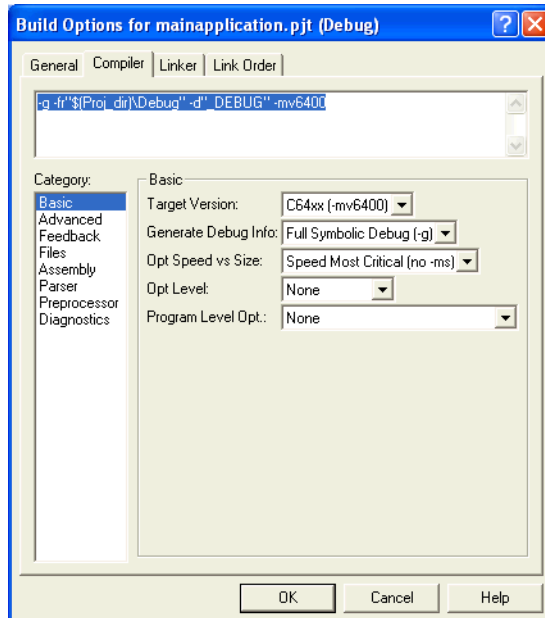 Build Options for mainapplication.pjt (Debug)
General Compiler Linker Link Order
-g -fr"$(Proj_dir)\Debug" -d"_DEBUG" -mv6400
Category:
Basic
Advanced
Feedback
Files
Assembly
Parser
Preprocessor
Diagnostics
Basic
Target Version: C64xx (-mv6400)
Generate Debug Info: Full Symbolic Debug (-g)
Opt Speed vs Size: Speed Most Critical (no -ms)
Opt Level: None
Program Level Opt.: None
OK Cancel Help